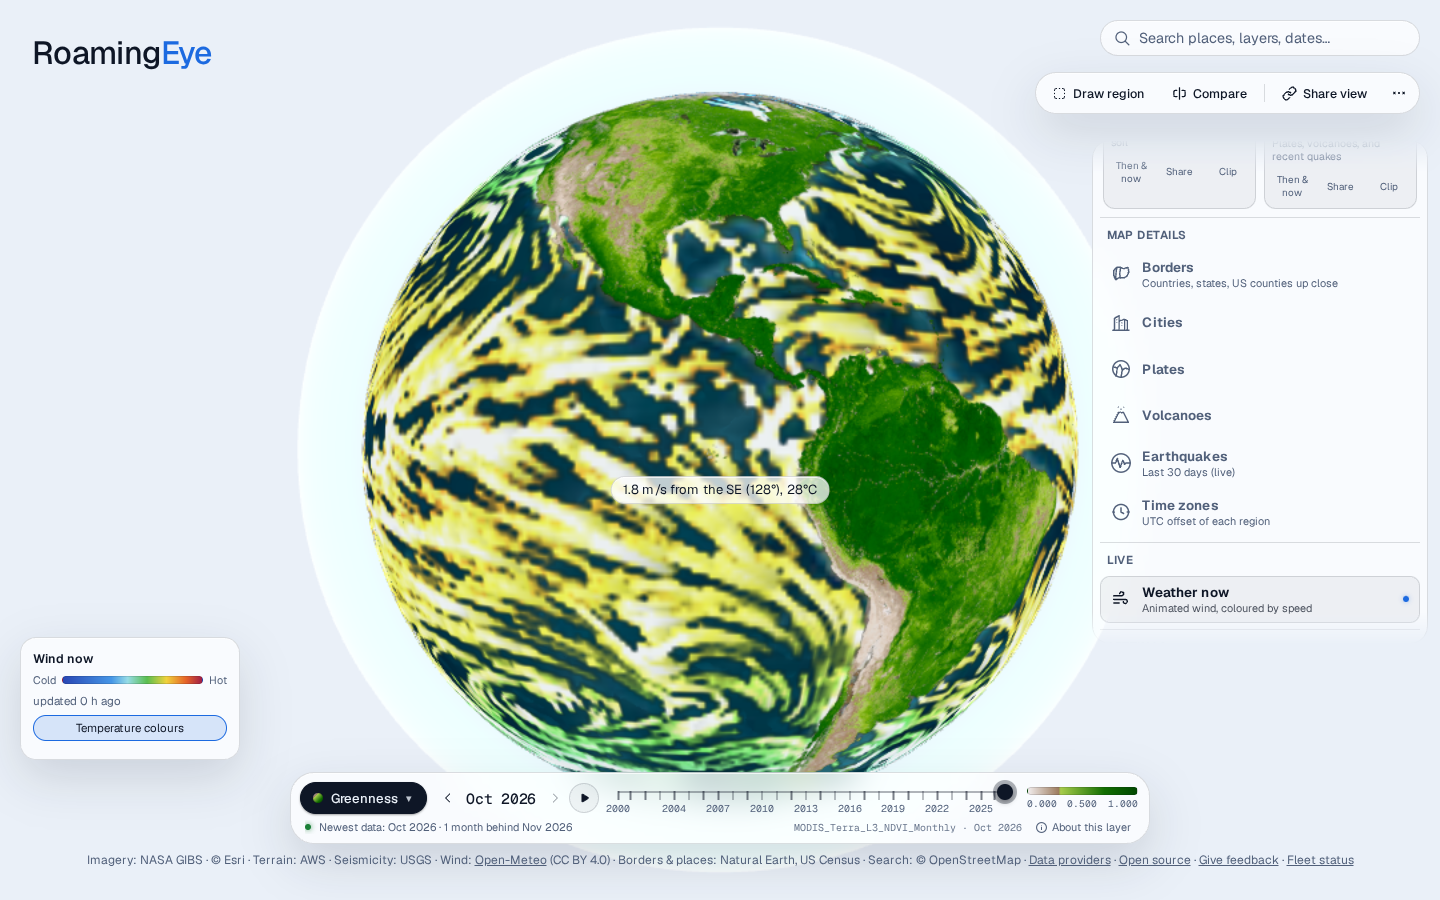 RoamingEye
Search places, layers, dates...
Draw region
Compare
Share view
Plates, volcanoes, and
recent quakes
Then &
now
Share
Clip
Then &
now
Share
Clip
MAP DETAILS
Borders
Countries, states, US counties up close
Cities
Plates
Volcanoes
Earthquakes
Last 30 days (live)
Time zones
UTC offset of each region
LIVE
Weather now
Animated wind, coloured by speed
1.8 m/s from the SE (128°), 28°C
Wind now
Cold
Hot
updated 0 h ago
Temperature colours
Greenness
Oct 2026
2000 2004 2007 2010 2013 2016 2019 2022 2025
0.000 0.500 1.000
Newest data: Oct 2026 · 1 month behind Nov 2026
MODIS_Terra_L3_NDVI_Monthly · Oct 2026
About this layer
Imagery: NASA GIBS · © Esri · Terrain: AWS · Seismicity: USGS · Wind: Open-Meteo (CC BY 4.0) · Borders & places: Natural Earth, US Census · Search: © OpenStreetMap · Data providers · Open source · Give feedback · Fleet status